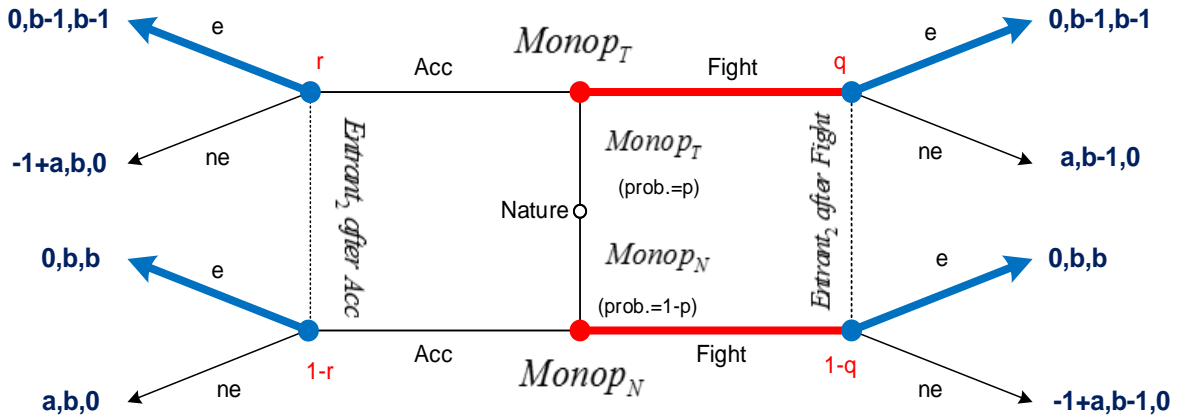 0,b-1,b-1
e
r
Acc
Monop_T
Fight
q
e
0,b-1,b-1
-1+a,b,0
ne
Entrant_2 after Acc
Monop_T
(prob.=p)
Nature
Entrant_2 after Fight
ne
a,b-1,0
0,b,b
e
Monop_N
(prob.=1-p)
e
0,b,b
1-r
Acc
Monop_N
Fight
1-q
a,b,0
ne
ne
-1+a,b-1,0